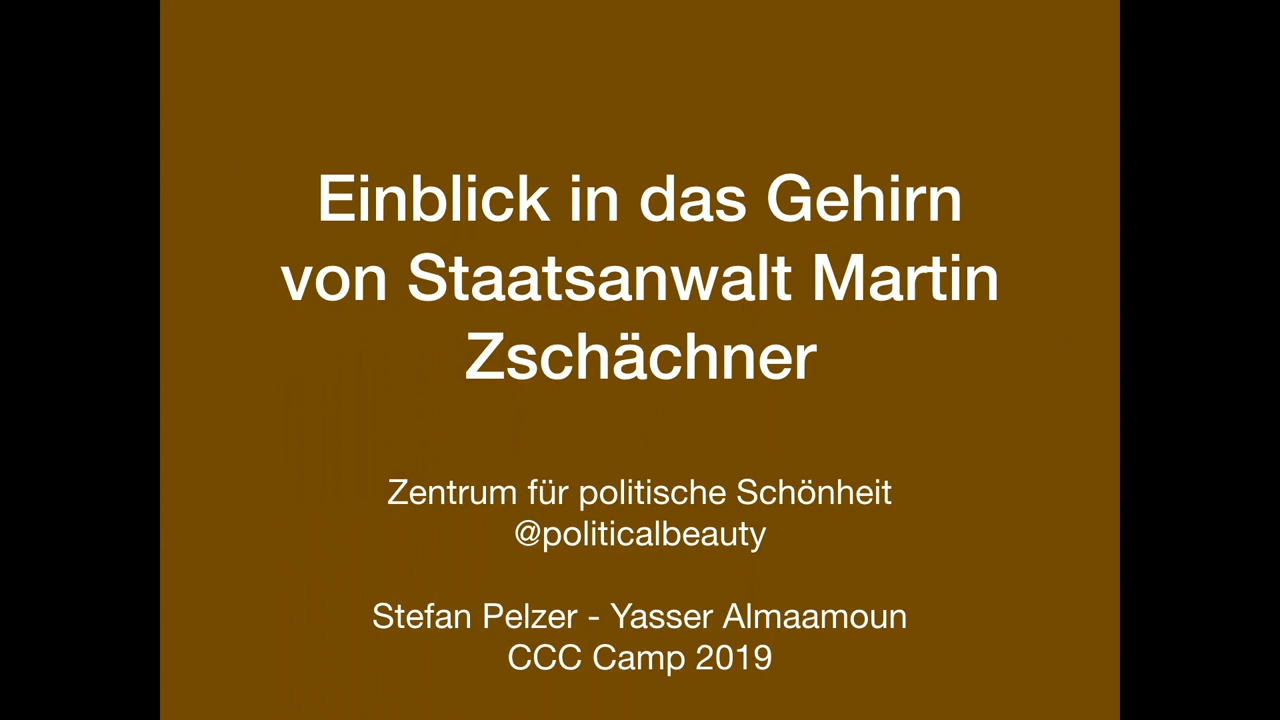 Einblick in das Gehirn
von Staatsanwalt Martin
Zschächner
Zentrum für politische Schönheit
@politicalbeauty
Stefan Pelzer - Yasser Almaamoun
CCC Camp 2019